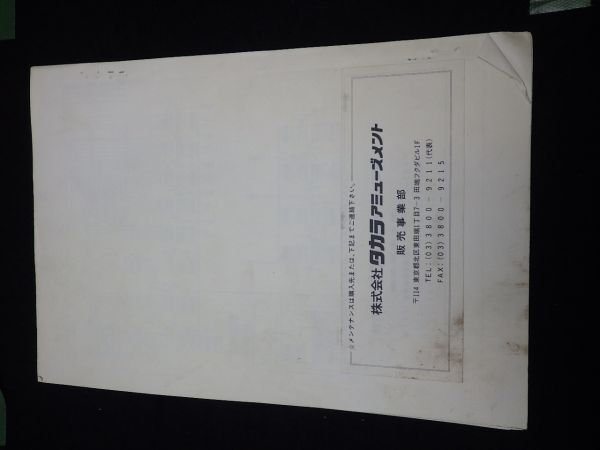 ☆メンテナンスは購入先または、下記までご連絡下さい。
株式会社 タカラアミューズメント
販売事業部
〒114 東京都北区東田端1丁目7-3 田端フクダビル1F
TEL:(03)3800-9211(代表)
FAX:(03)3800-9215